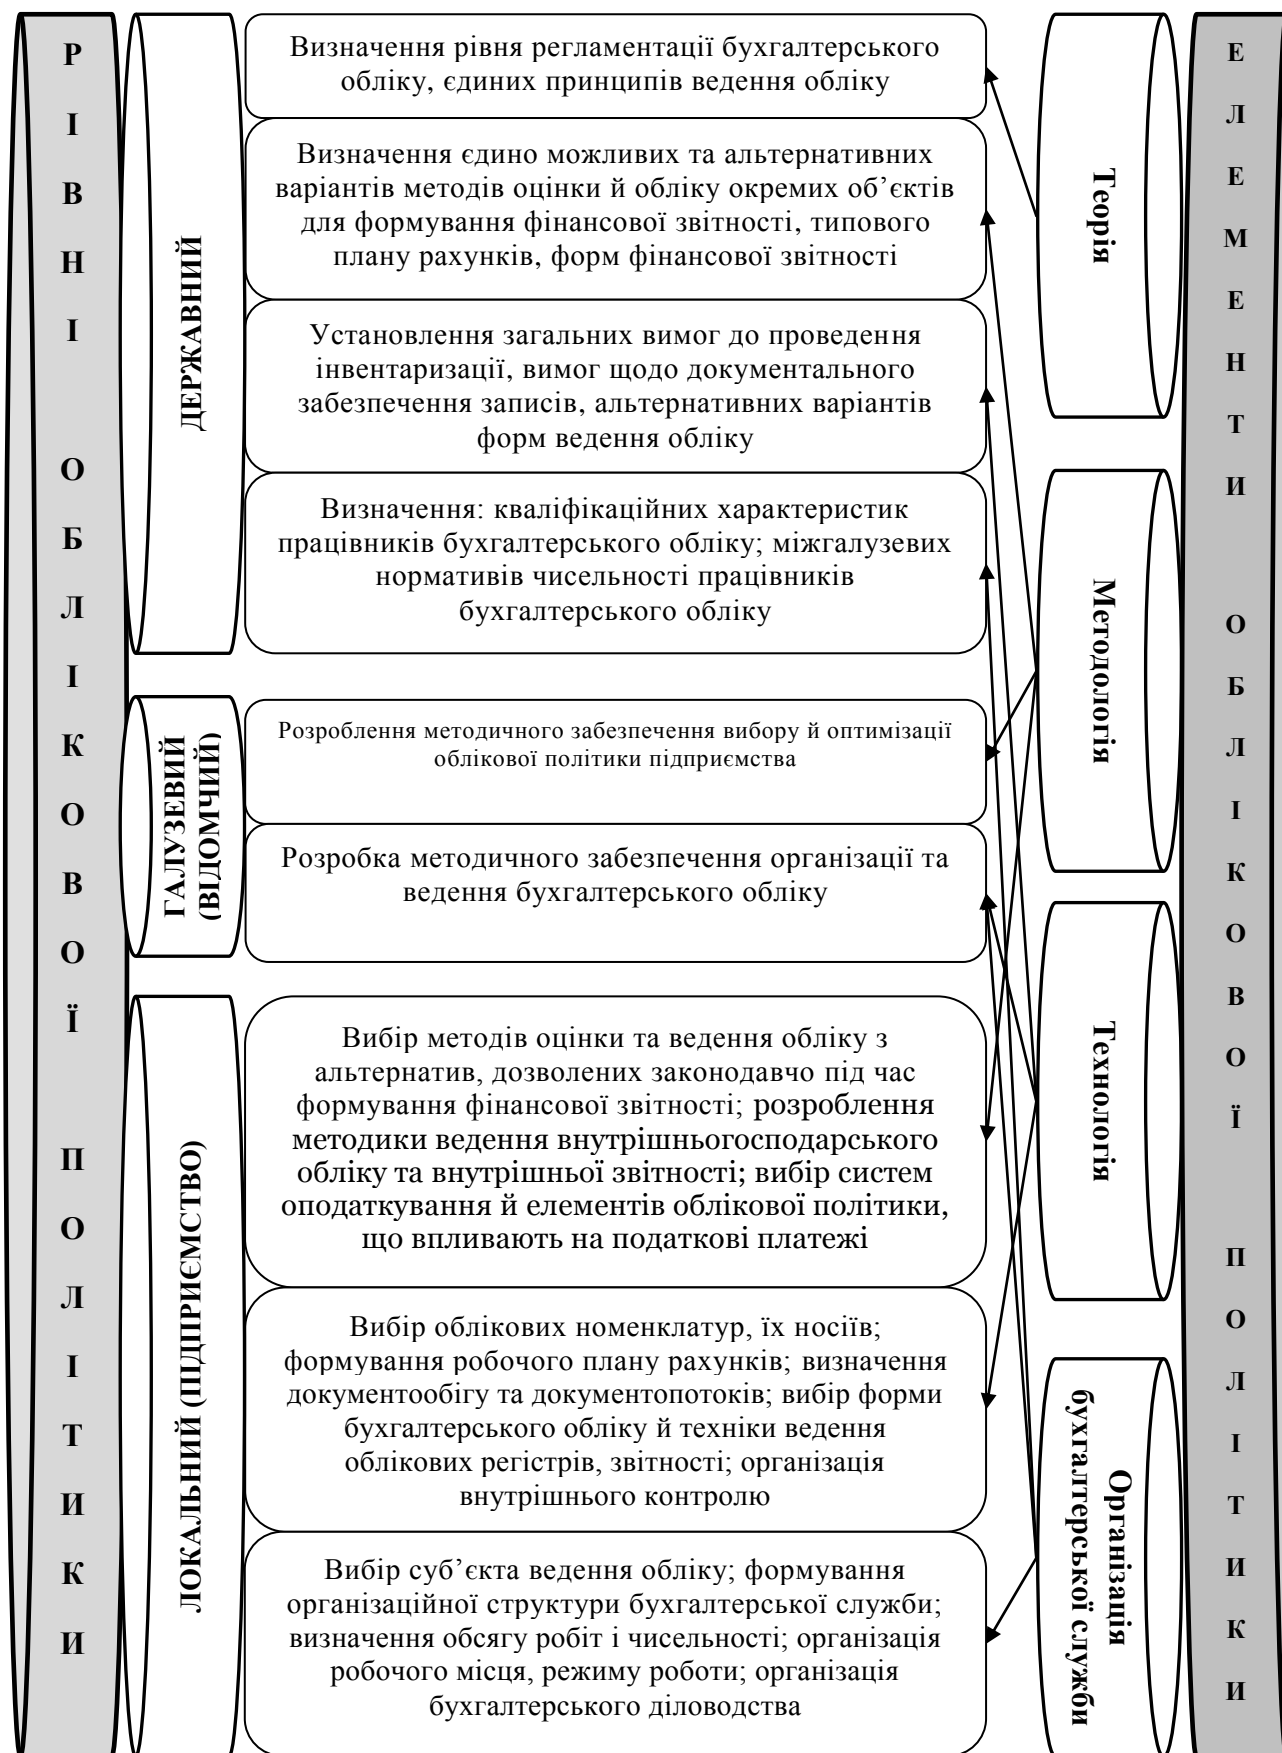 РІВНІ ОБЛІКОВОЇ ПОЛІТИКИ
ДЕРЖАВНИЙ
Визначення рівня регламентації бухгалтерського
обліку, єдиних принципів ведення обліку
Визначення єдино можливих та альтернативних
варіантів методів оцінки й обліку окремих об’єктів
для формування фінансової звітності, типового
плану рахунків, форм фінансової звітності
Установлення загальних вимог до проведення
інвентаризації, вимог щодо документального
забезпечення записів, альтернативних варіантів
форм ведення обліку
Визначення: кваліфікаційних характеристик
працівників бухгалтерського обліку; міжгалузевих
нормативів чисельності працівників
бухгалтерського обліку
ГАЛУЗЕВИЙ
(ВІДОМЧИЙ)
Розроблення методичного забезпечення вибору й оптимізації
облікової політики підприємства
Розробка методичного забезпечення організації та
ведення бухгалтерського обліку
ЛОКАЛЬНИЙ (ПІДПРИЄМСТВО)
Вибір методів оцінки та ведення обліку з
альтернатив, дозволених законодавчо під час
формування фінансової звітності; розроблення
методики ведення внутрішньогосподарського
обліку та внутрішньої звітності; вибір систем
оподаткування й елементів облікової політики,
що впливають на податкові платежі
Вибір облікових номенклатур, їх носіїв;
формування робочого плану рахунків; визначення
документообігу та документопотоків; вибір форми
бухгалтерського обліку й техніки ведення
облікових регістрів, звітності; організація
внутрішнього контролю
Вибір суб’єкта ведення обліку; формування
організаційної структури бухгалтерської служби;
визначення обсягу робіт і чисельності; організація
робочого місця, режиму роботи; організація
бухгалтерського діловодства
Теорія
Методологія
Технологія
Організація
бухгалтерської служби
ЕЛЕМЕНТИ ОБЛІКОВОЇ ПОЛІТИКИ